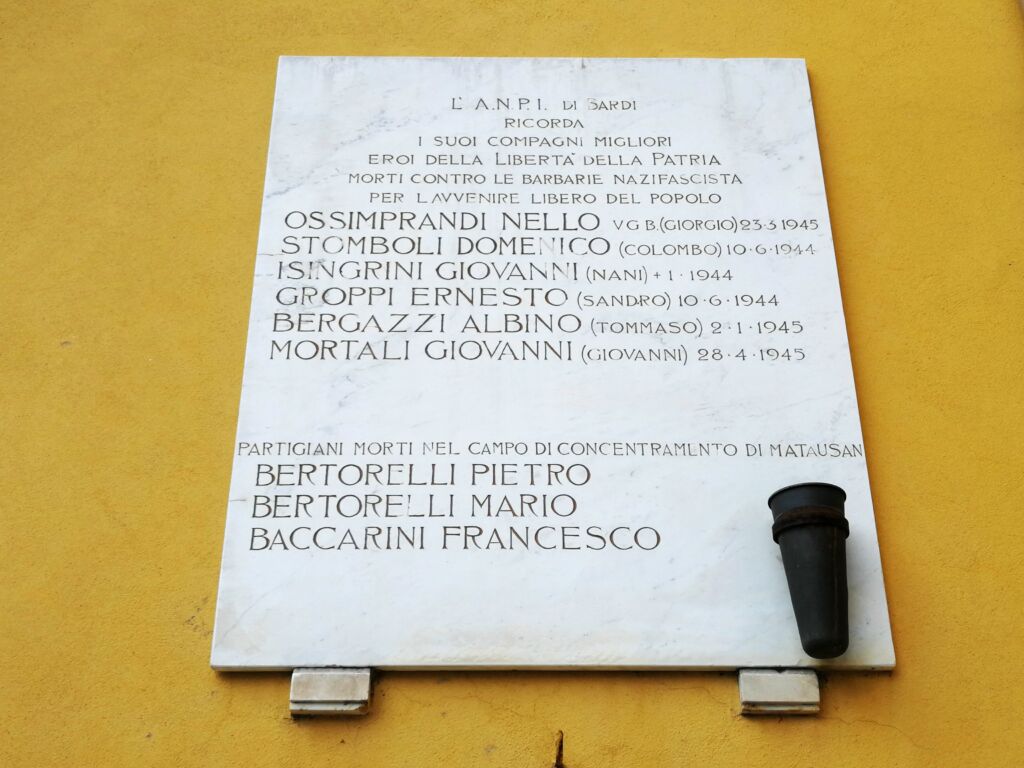 L' A.N.P.I. DI BARDI
RICORDA
I SUOI COMPAGNI MIGLIORI
EROI DELLA LIBERTA' DELLA PATRIA
MORTI CONTRO LE BARBARIE NAZIFASCISTA
PER L'AVVENIRE LIBERO DEL POPOLO
OSSIMPRANDI NELLO V G B. (GIORGIO) 23·3 1945
STOMBOLI DOMENICO (COLOMBO) 10·6·1944
ISINGRINI GIOVANNI (NANI) + 1·1944
GROPPI ERNESTO (SANDRO) 10·6·1944
BERGAZZI ALBINO (TOMMASO) 2·1·1945
MORTALI GIOVANNI (GIOVANNI) 28·4·1945
PARTIGIANI MORTI NEL CAMPO DI CONCENTRAMENTO DI MATAUSAN
BERTORELLI PIETRO
BERTORELLI MARIO
BACCARINI FRANCESCO